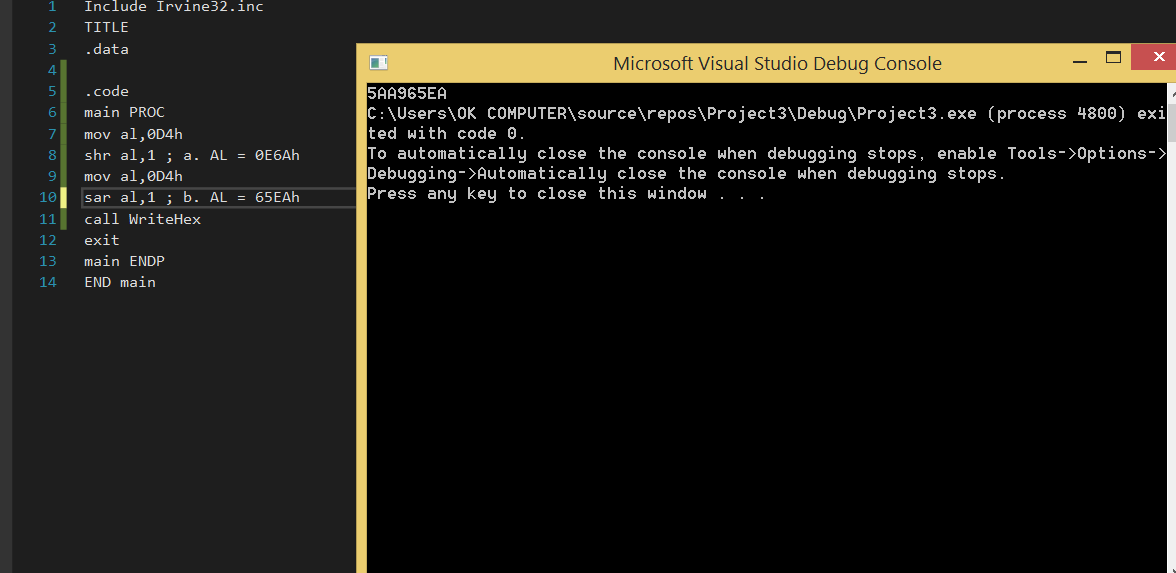 1 Include Irvine32.inc
2 TITLE
3 .data
4
5 .code
6 main PROC
7 mov al,0D4h
8 shr al,1 ; a. AL = 0E6Ah
9 mov al,0D4h
10 sar al,1 ; b. AL = 65EAh
11 call WriteHex
12 exit
13 main ENDP
14 END main
Microsoft Visual Studio Debug Console
5AA965EA
C:\Users\OK COMPUTER\source\repos\Project3\Debug\Project3.exe (process 4800) exi
ted with code 0.
To automatically close the console when debugging stops, enable Tools->Options->
Debugging->Automatically close the console when debugging stops.
Press any key to close this window . . .